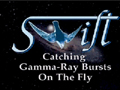 Swift
Catching
Gamma-Ray Bursts
On The Fly